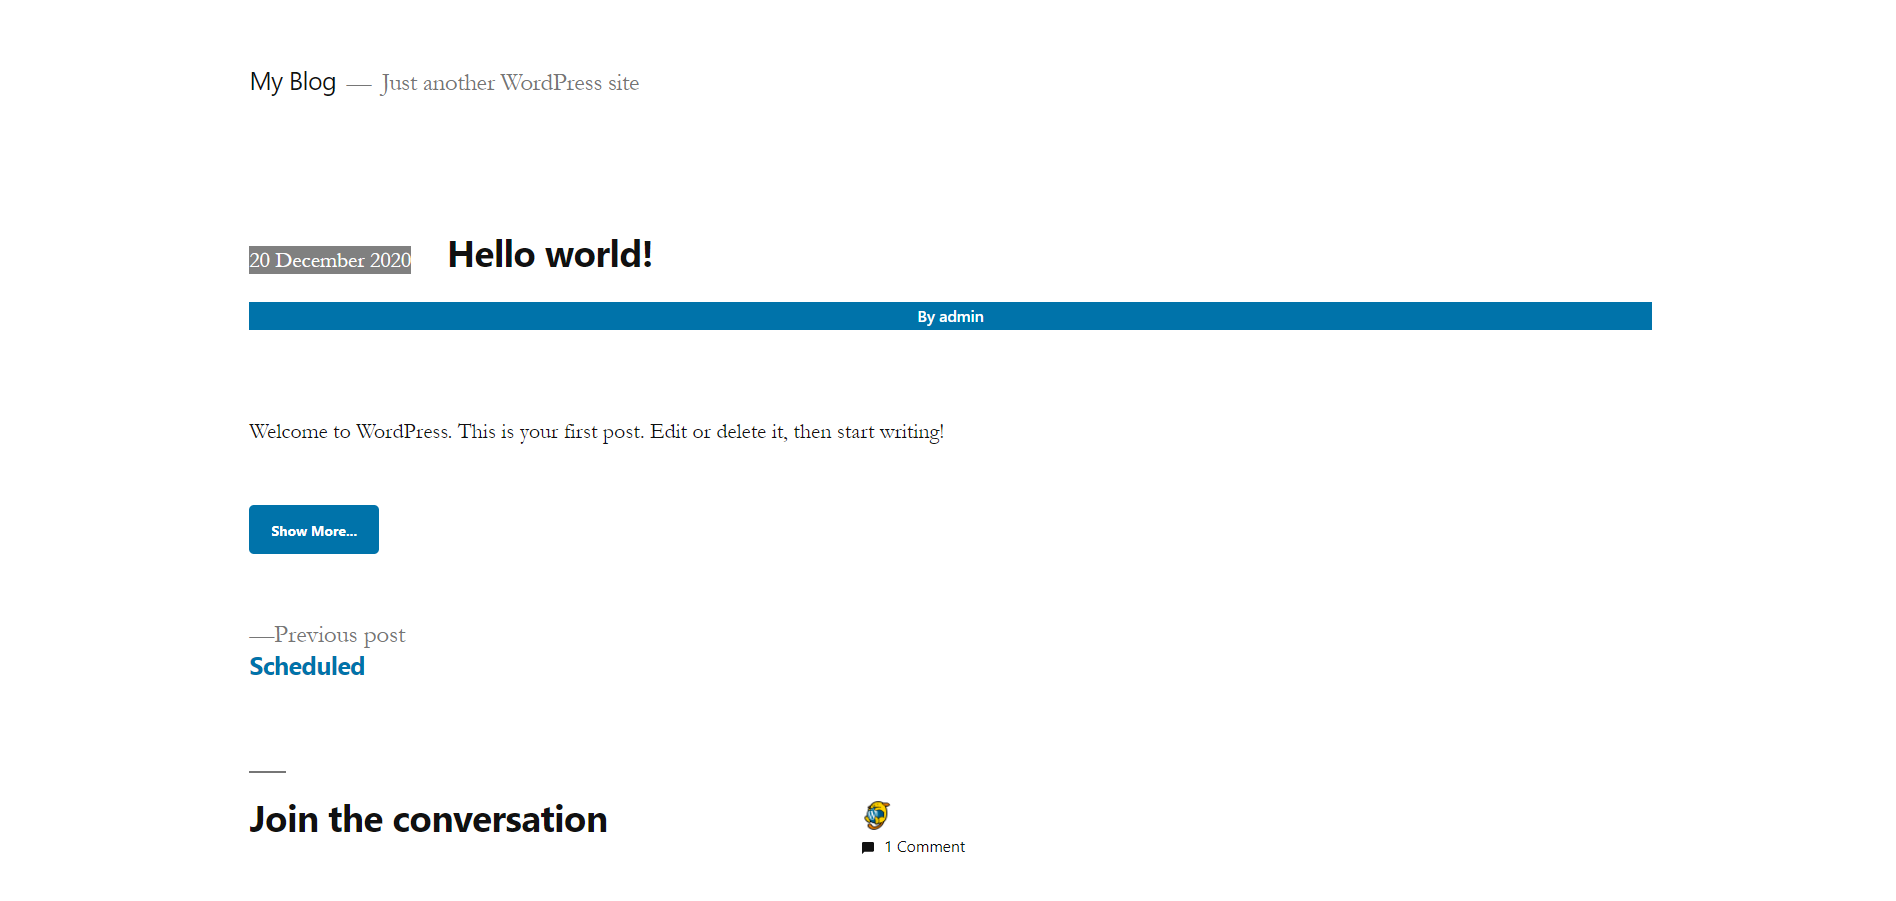 My Blog — Just another WordPress site
20 December 2020 Hello world!
By admin
Welcome to WordPress. This is your first post. Edit or delete it, then start writing!
Show More...
—Previous post
Scheduled
Join the conversation
1 Comment